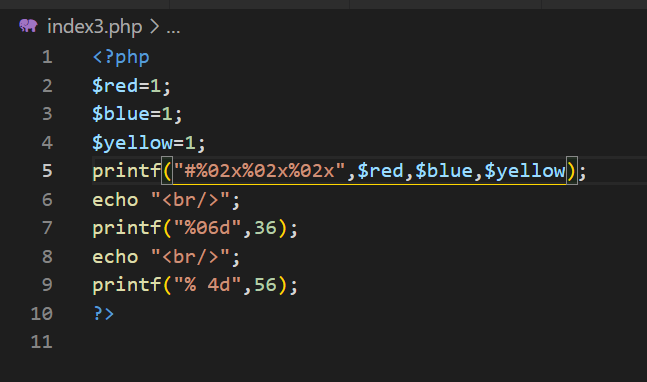 index3.php > ...
1 <?php
2 $red=1;
3 $blue=1;
4 $yellow=1;
5 printf("#%02x%02x%02x",$red,$blue,$yellow);
6 echo "<br/>";
7 printf("%06d",36);
8 echo "<br/>";
9 printf("% 4d",56);
10 ?>
11